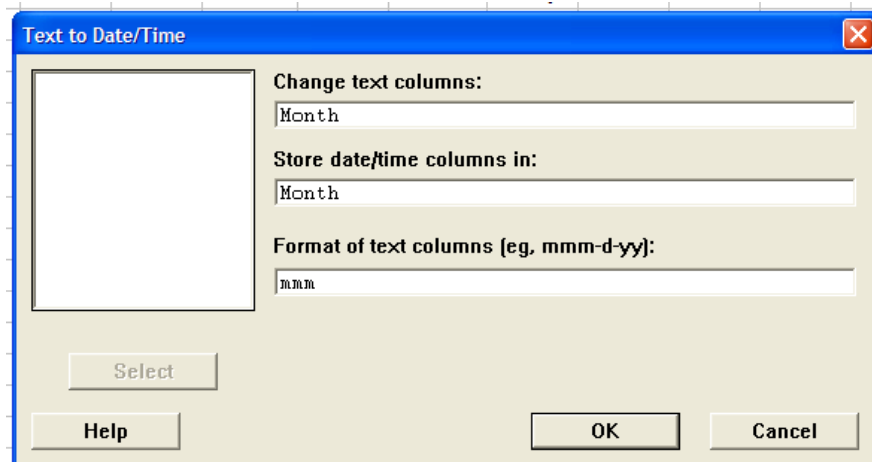 Text to Date/Time
Change text columns:
Month
Store date/time columns in:
Month
Format of text columns (eg, mmm-d-yy):
mmm
Select
Help
OK
Cancel